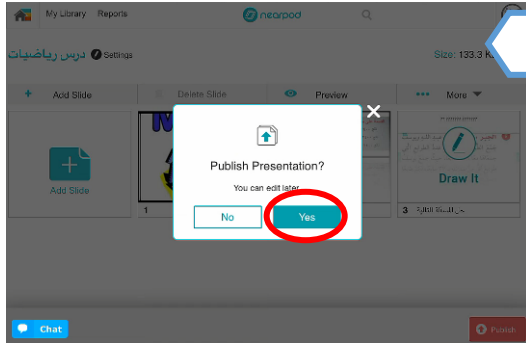 My Library Reports nearpod
درس رياضيات Settings Size: 133.3 K
+ Add Slide Delete Slide Preview ••• More
Publish Presentation?
You can edit later
No Yes
Add Slide
Draw It
1
3
Chat
Publish